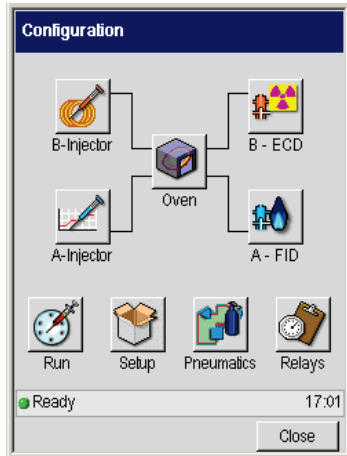 Configuration
B-Injector
B - ECD
Oven
A-Injector
A - FID
Run Setup Pneumatics Relays
Ready 17:01
Close